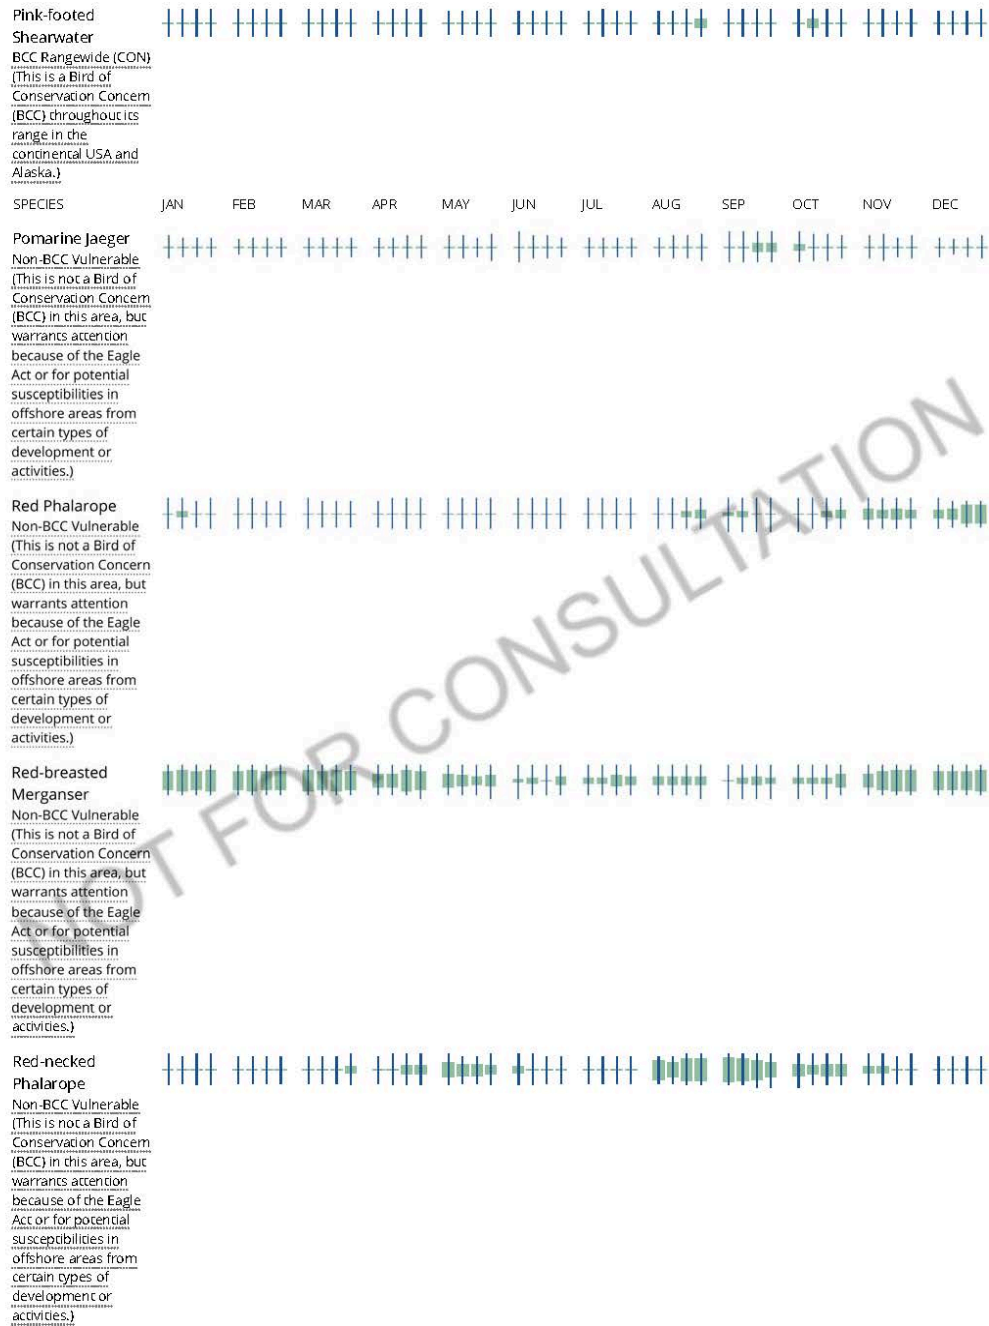 Pink-footed
Shearwater
BCC Rangewide (CON)
(This is a Bird of
Conservation Concern
(BCC) throughout its
range in the
continental USA and
Alaska.)
SPECIES JAN FEB MAR APR MAY JUN JUL AUG SEP OCT NOV DEC
Pomarine Jaeger
Non-BCC Vulnerable
(This is not a Bird of
Conservation Concern
(BCC) in this area, but
warrants attention
because of the Eagle
Act or for potential
susceptibilities in
offshore areas from
certain types of
development or
activities.)
Red Phalarope
Non-BCC Vulnerable
(This is not a Bird of
Conservation Concern
(BCC) in this area, but
warrants attention
because of the Eagle
Act or for potential
susceptibilities in
offshore areas from
certain types of
development or
activities.)
Red-breasted
Merganser
Non-BCC Vulnerable
(This is not a Bird of
Conservation Concern
(BCC) in this area, but
warrants attention
because of the Eagle
Act or for potential
susceptibilities in
offshore areas from
certain types of
development or
activities.)
Red-necked
Phalarope
Non-BCC Vulnerable
(This is not a Bird of
Conservation Concern
(BCC) in this area, but
warrants attention
because of the Eagle
Act or for potential
susceptibilities in
offshore areas from
certain types of
development or
activities.)
NOT FOR CONSULTATION